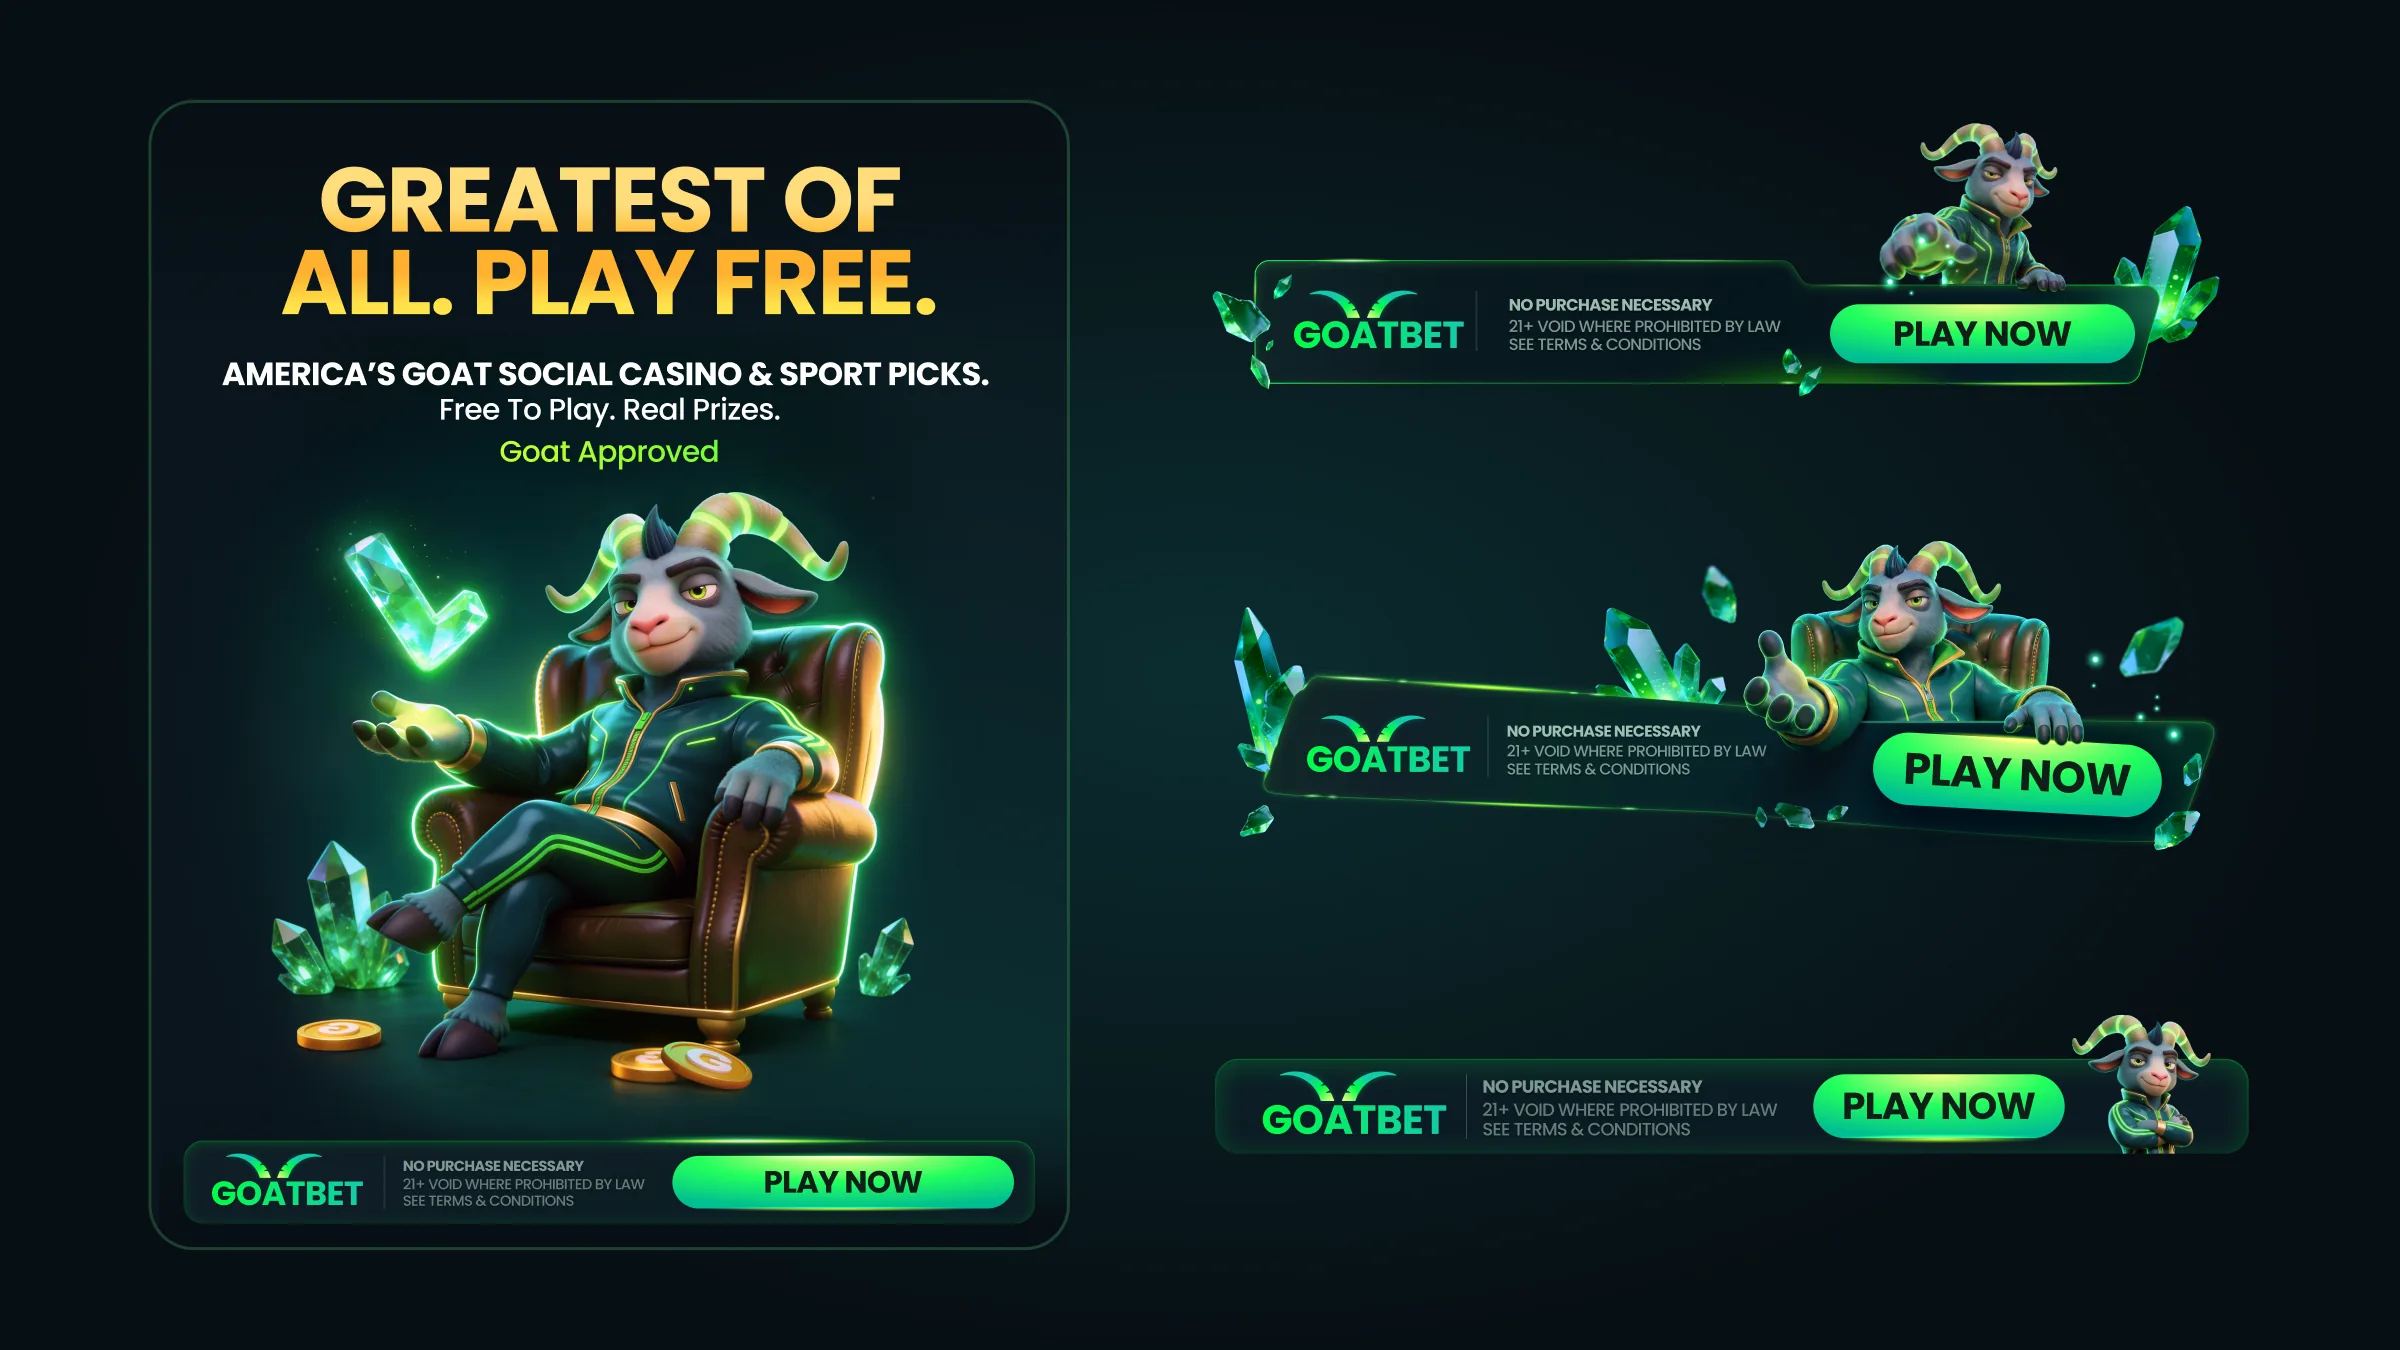 GREATEST OF
ALL. PLAY FREE.
AMERICA’S GOAT SOCIAL CASINO & SPORT PICKS.
Free To Play. Real Prizes.
Goat Approved
G
G
G
GOATBET
NO PURCHASE NECESSARY
21+ VOID WHERE PROHIBITED BY LAW
SEE TERMS & CONDITIONS
PLAY NOW
GOATBET
NO PURCHASE NECESSARY
21+ VOID WHERE PROHIBITED BY LAW
SEE TERMS & CONDITIONS
PLAY NOW
GOATBET
NO PURCHASE NECESSARY
21+ VOID WHERE PROHIBITED BY LAW
SEE TERMS & CONDITIONS
PLAY NOW
GOATBET
NO PURCHASE NECESSARY
21+ VOID WHERE PROHIBITED BY LAW
SEE TERMS & CONDITIONS
PLAY NOW